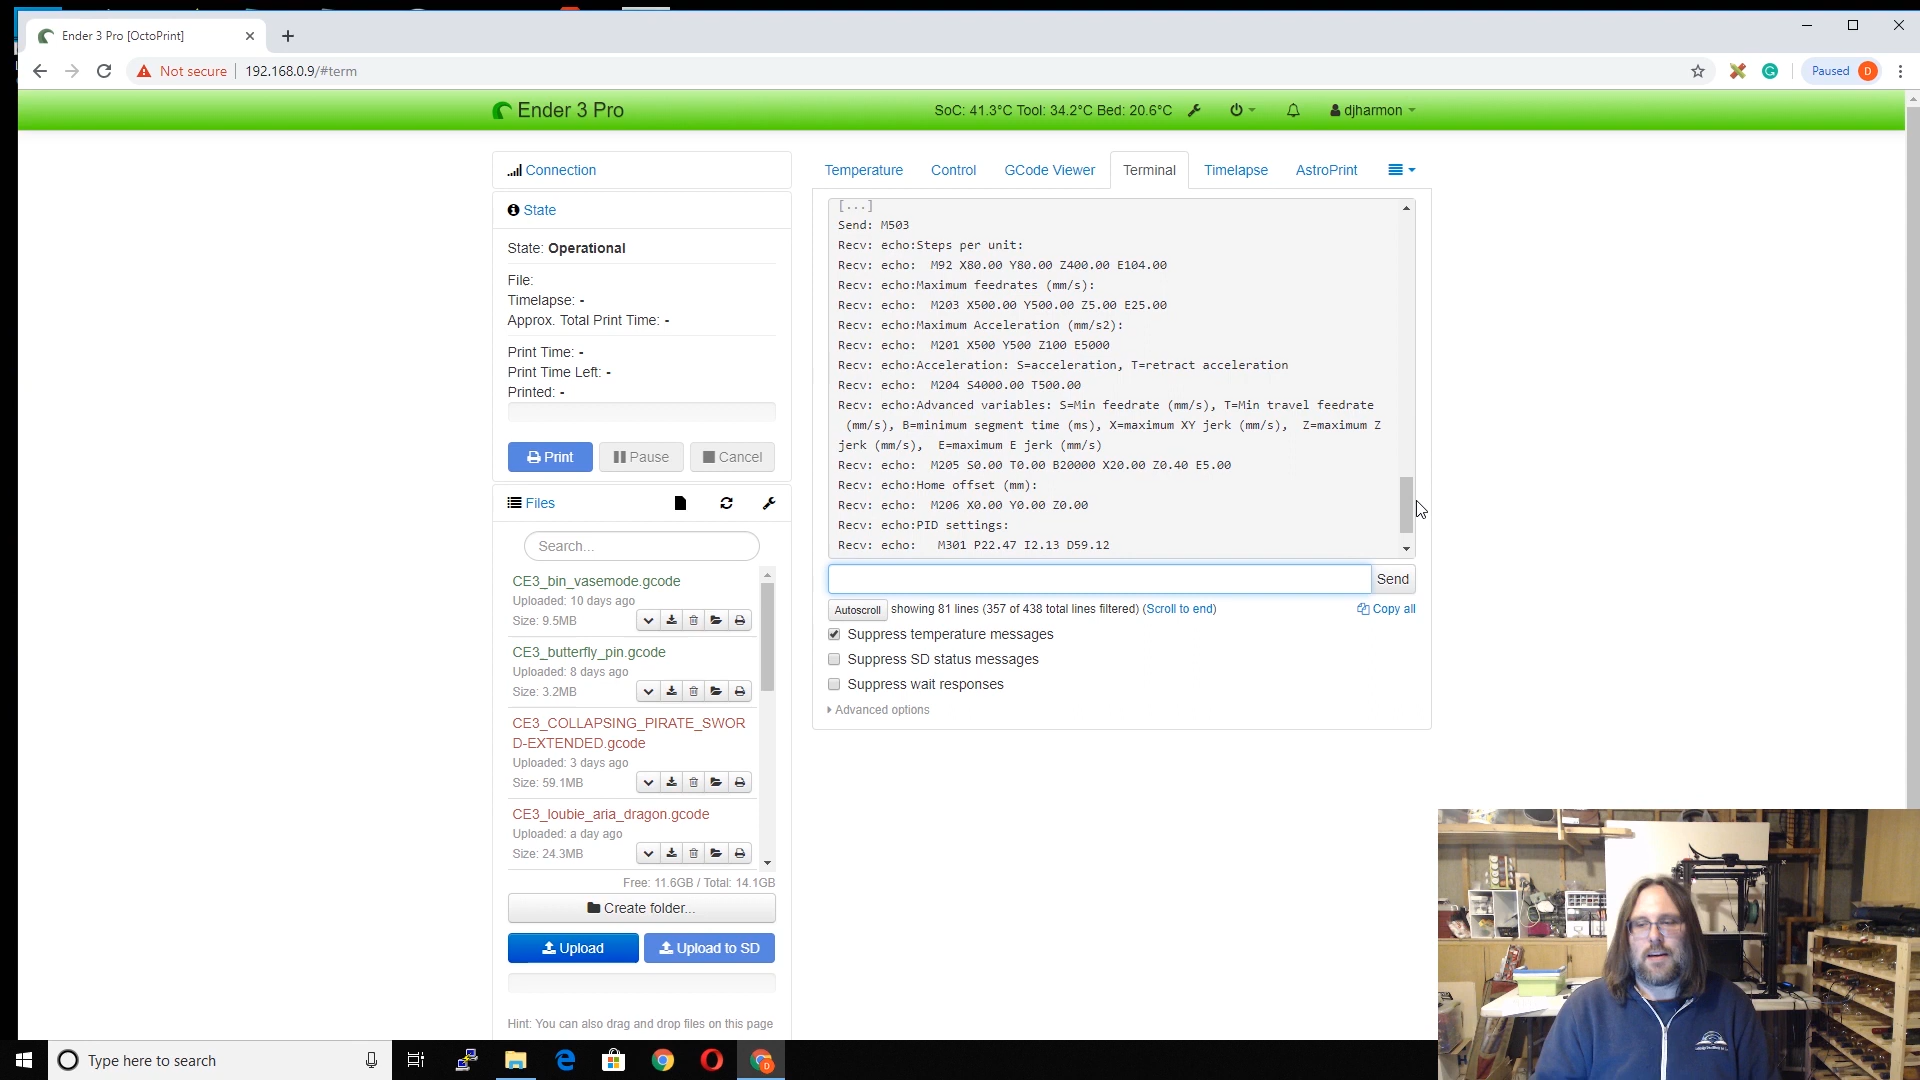 Ender 3 Pro [OctoPrint]
Not secure
192.168.0.9/#term
Paused
D
Ender 3 Pro
SoC: 41.3°C Tool: 34.2°C Bed: 20.6°C
djharmon
Connection
State
State: Operational
File:
Timelapse: -
Approx. Total Print Time: -
Print Time: -
Print Time Left: -
Printed: -
Print
Pause
Cancel
Files
Search...
CE3_bin_vasemode.gcode
Uploaded: 10 days ago
Size: 9.5MB
CE3_butterfly_pin.gcode
Uploaded: 8 days ago
Size: 3.2MB
CE3_COLLAPSING_PIRATE_SWOR
D-EXTENDED.gcode
Uploaded: 3 days ago
Size: 59.1MB
CE3_loubie_aria_dragon.gcode
Uploaded: a day ago
Size: 24.3MB
Free: 11.6GB / Total: 14.1GB
Create folder...
Upload
Upload to SD
Hint: You can also drag and drop files on this page
Temperature
Control
GCode Viewer
Terminal
Timelapse
AstroPrint
[...]
Send: M503
Recv: echo:Steps per unit:
Recv: echo:  M92 X80.00 Y80.00 Z400.00 E104.00
Recv: echo:Maximum feedrates (mm/s):
Recv: echo:  M203 X500.00 Y500.00 Z5.00 E25.00
Recv: echo:Maximum Acceleration (mm/s2):
Recv: echo:  M201 X500 Y500 Z100 E5000
Recv: echo:Acceleration: S=acceleration, T=retract acceleration
Recv: echo:  M204 S4000.00 T500.00
Recv: echo:Advanced variables: S=Min feedrate (mm/s), T=Min travel feedrate
(mm/s), B=minimum segment time (ms), X=maximum XY jerk (mm/s),  Z=maximum Z
jerk (mm/s),  E=maximum E jerk (mm/s)
Recv: echo:  M205 S0.00 T0.00 B20000 X20.00 Z0.40 E5.00
Recv: echo:Home offset (mm):
Recv: echo:  M206 X0.00 Y0.00 Z0.00
Recv: echo:PID settings:
Recv: echo:   M301 P22.47 I2.13 D59.12
Send
Autoscroll
showing 81 lines (357 of 438 total lines filtered) (Scroll to end)
Copy all
Suppress temperature messages
Suppress SD status messages
Suppress wait responses
Advanced options
Type here to search